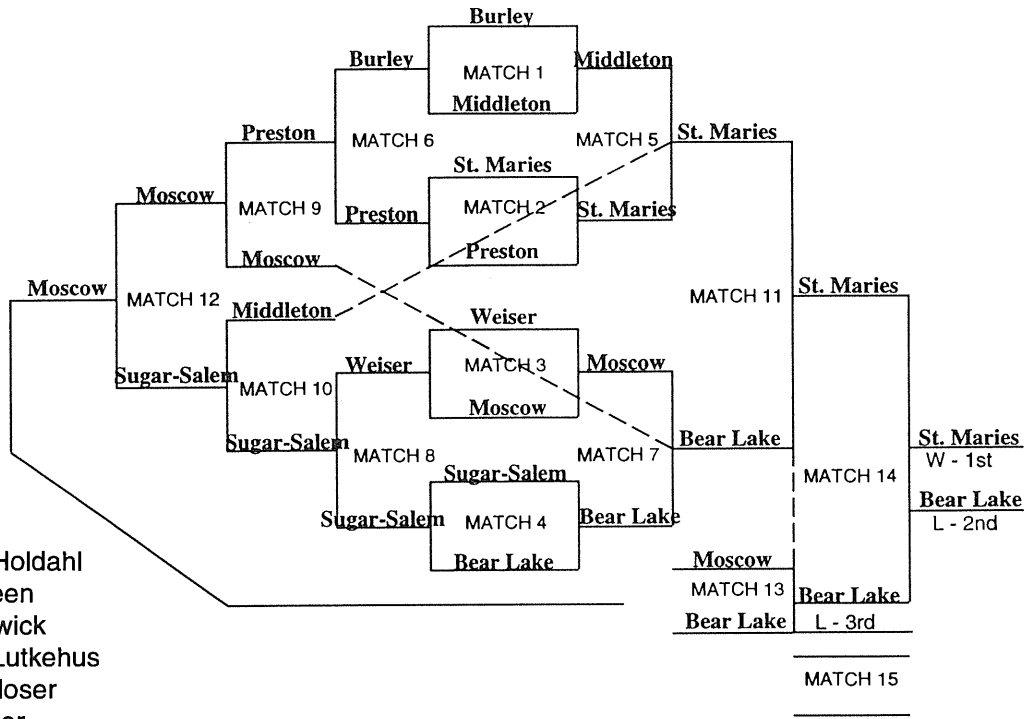 Burley
Burley
MATCH 1
Middleton
Middleton
Preston
MATCH 6
MATCH 5
St. Maries
St. Maries
Moscow
MATCH 9
Preston
MATCH 2
St. Maries
Preston
Moscow
Moscow
MATCH 12
Middleton
MATCH 11
St. Maries
Weiser
Sugar-Salem
MATCH 10
Weiser
MATCH 3
Moscow
Moscow
Sugar-Salem
MATCH 8
MATCH 7
Bear Lake
St. Maries
W - 1st
Sugar-Salem
MATCH 14
Sugar-Salem
MATCH 4
Bear Lake
Bear Lake
L - 2nd
Bear Lake
Moscow
MATCH 13
Bear Lake
Bear Lake
L - 3rd
MATCH 15
Holdahl
een
wick
Lutkehus